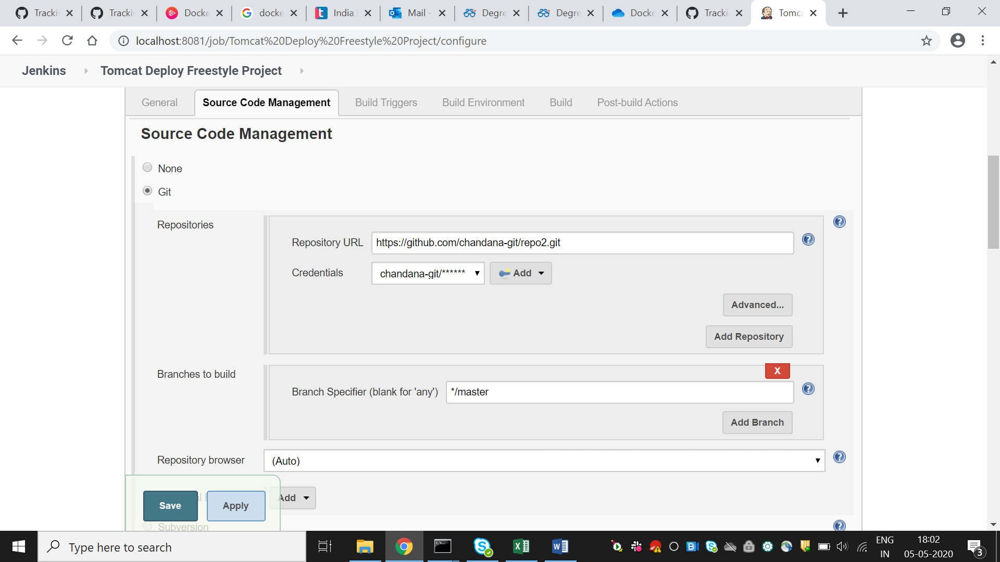 Trackin
Trackin
Docke
docke
India
Mail -
Degre
Degre
Docke
Tracki
Tomca
localhost:8081/job/Tomcat%20Deploy%20Freestyle%20Project/configure
Jenkins
Tomcat Deploy Freestyle Project
General
Source Code Management
Build Triggers
Build Environment
Build
Post-build Actions
Source Code Management
None
Git
Repositories
Repository URL
https://github.com/chandana-git/repo2.git
Credentials
chandana-git/******
Add
Advanced...
Add Repository
Branches to build
X
Branch Specifier (blank for 'any')
*/master
Add Branch
Repository browser
(Auto)
Add
Save
Apply
Subversion
Type here to search
ENG
IN
18:02
05-05-2020
3